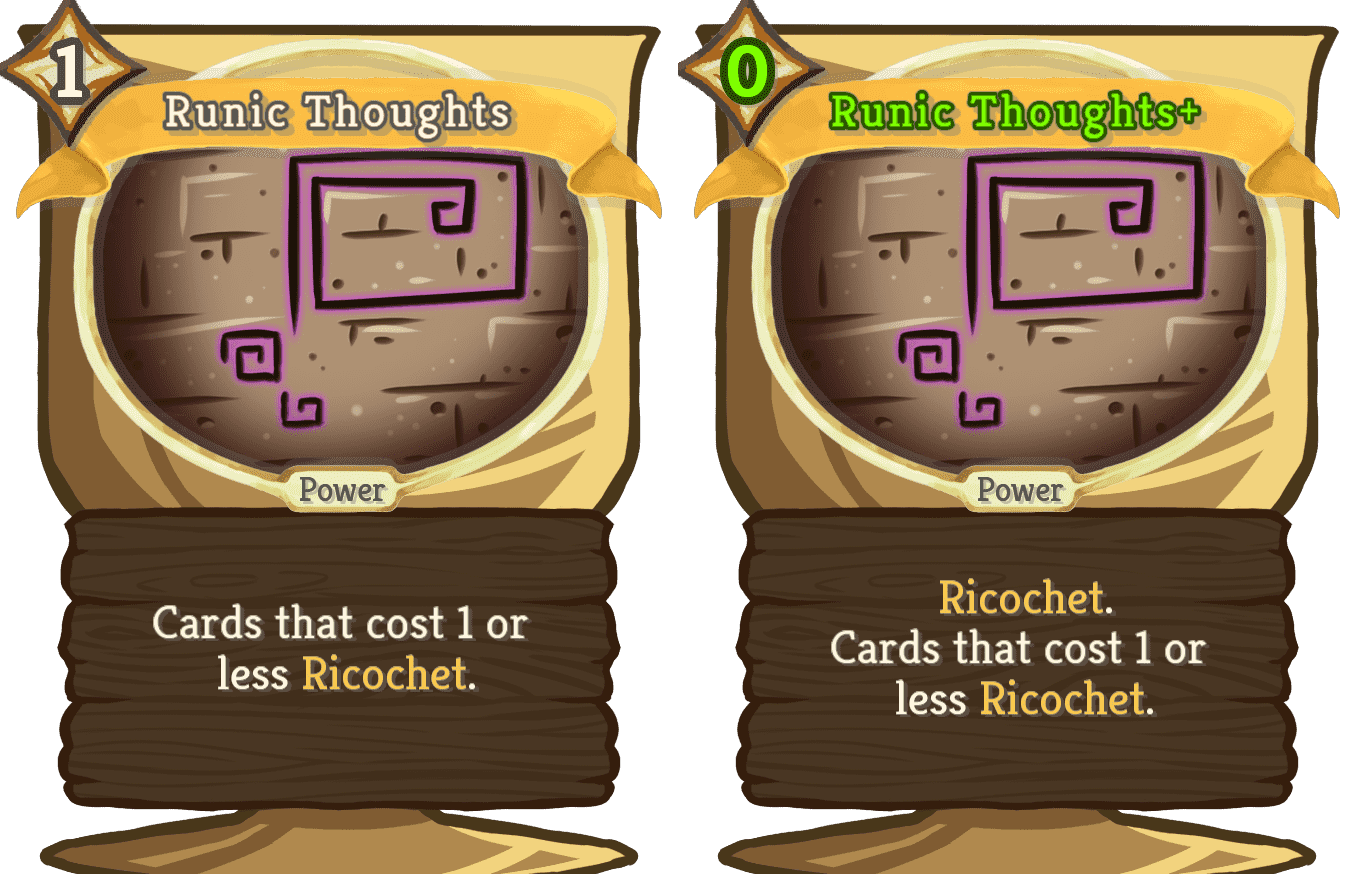 1
Runic Thoughts
Power
Cards that cost 1 or
less Ricochet.
0
Runic Thoughts+
Power
Ricochet.
Cards that cost 1 or
less Ricochet.